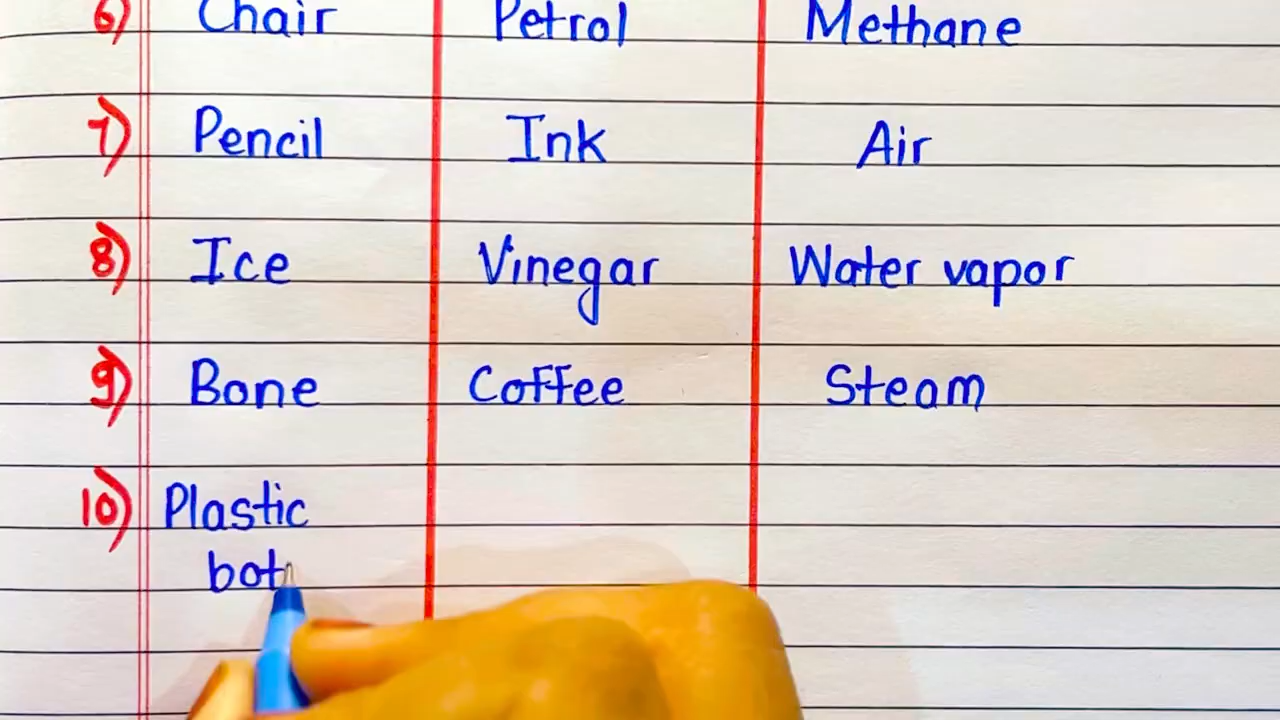 6) Chair Petrol Methane
7) Pencil Ink Air
8) Ice Vinegar Water vapor
9) Bone Coffee Steam
10) Plastic
bot